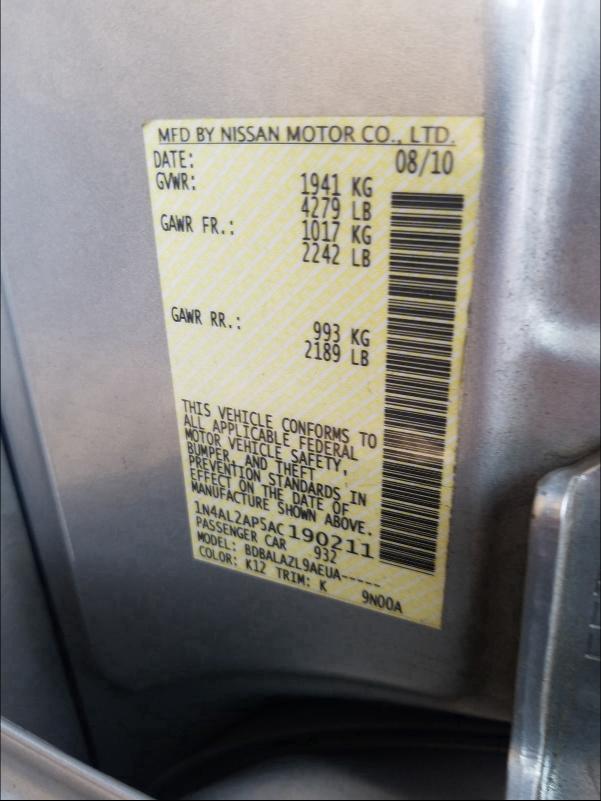 MFD BY NISSAN MOTOR CO., LTD.
DATE: 08/10
GVWR: 1941 KG
4279 LB
GAWR FR.: 1017 KG
2242 LB
GAWR RR.: 993 KG
2189 LB
THIS VEHICLE CONFORMS TO
ALL APPLICABLE FEDERAL
MOTOR VEHICLE SAFETY,
BUMPER, AND THEFT
PREVENTION STANDARDS IN
EFFECT ON THE DATE OF
MANUFACTURE SHOWN ABOVE.
1N4AL2AP5AC190211
PASSENGER CAR 932
MODEL: BDBALAZL9AEUA-----
COLOR: K12 TRIM: K 9N00A